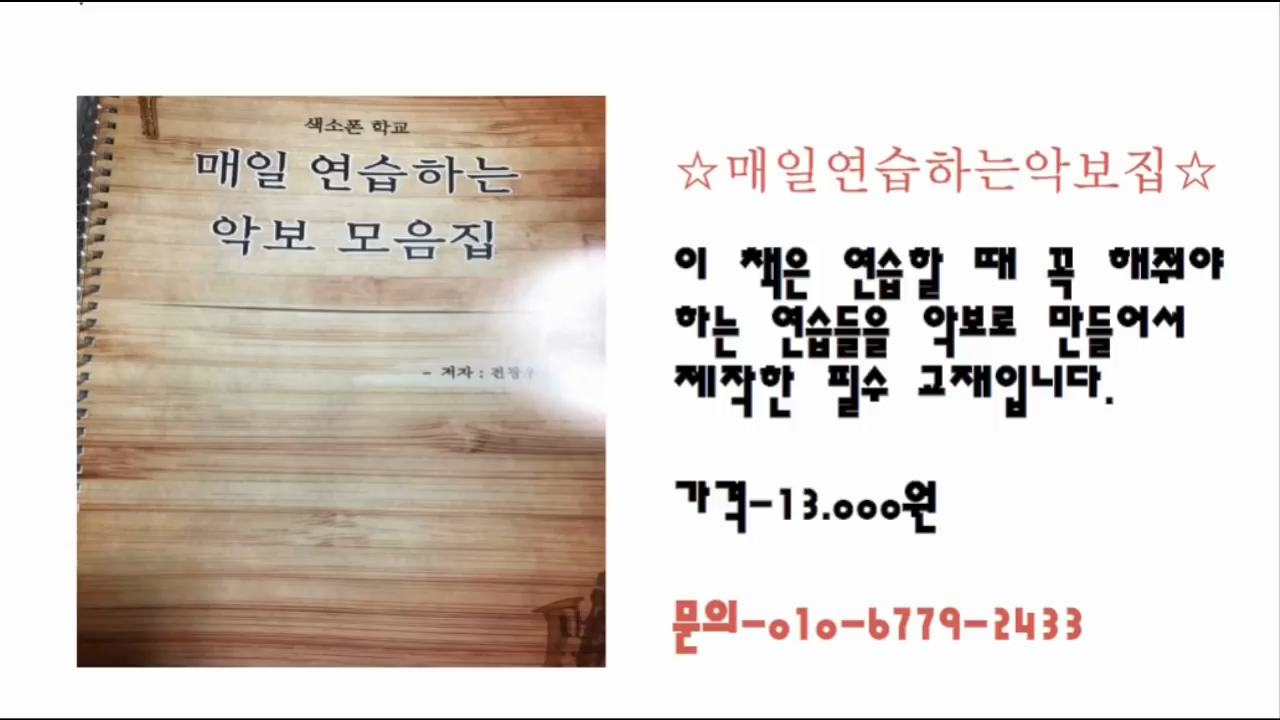 색소폰 학교
매일 연습하는
악보 모음집
- 저자 :
☆매일연습하는악보집☆
이 책은 연습할 때 꼭 해줘야
하는 연습들을 악보로 만들어서
제작한 필수 교재입니다.
가격-13.000원
문의-010-6779-2433